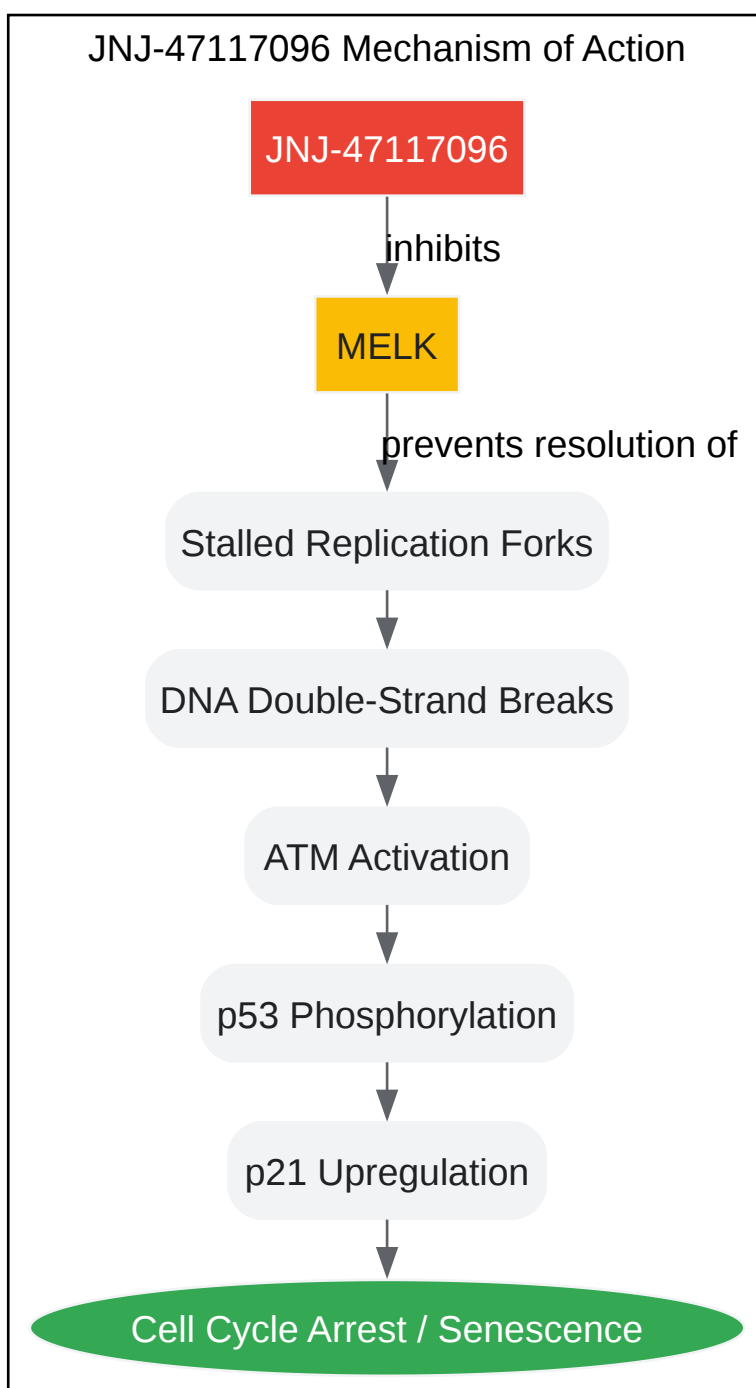 JNJ-47117096 Mechanism of Action
JNJ-47117096
inhibits
MELK
prevents resolution of
Stalled Replication Forks
DNA Double-Strand Breaks
ATM Activation
p53 Phosphorylation
p21 Upregulation
Cell Cycle Arrest / Senescence